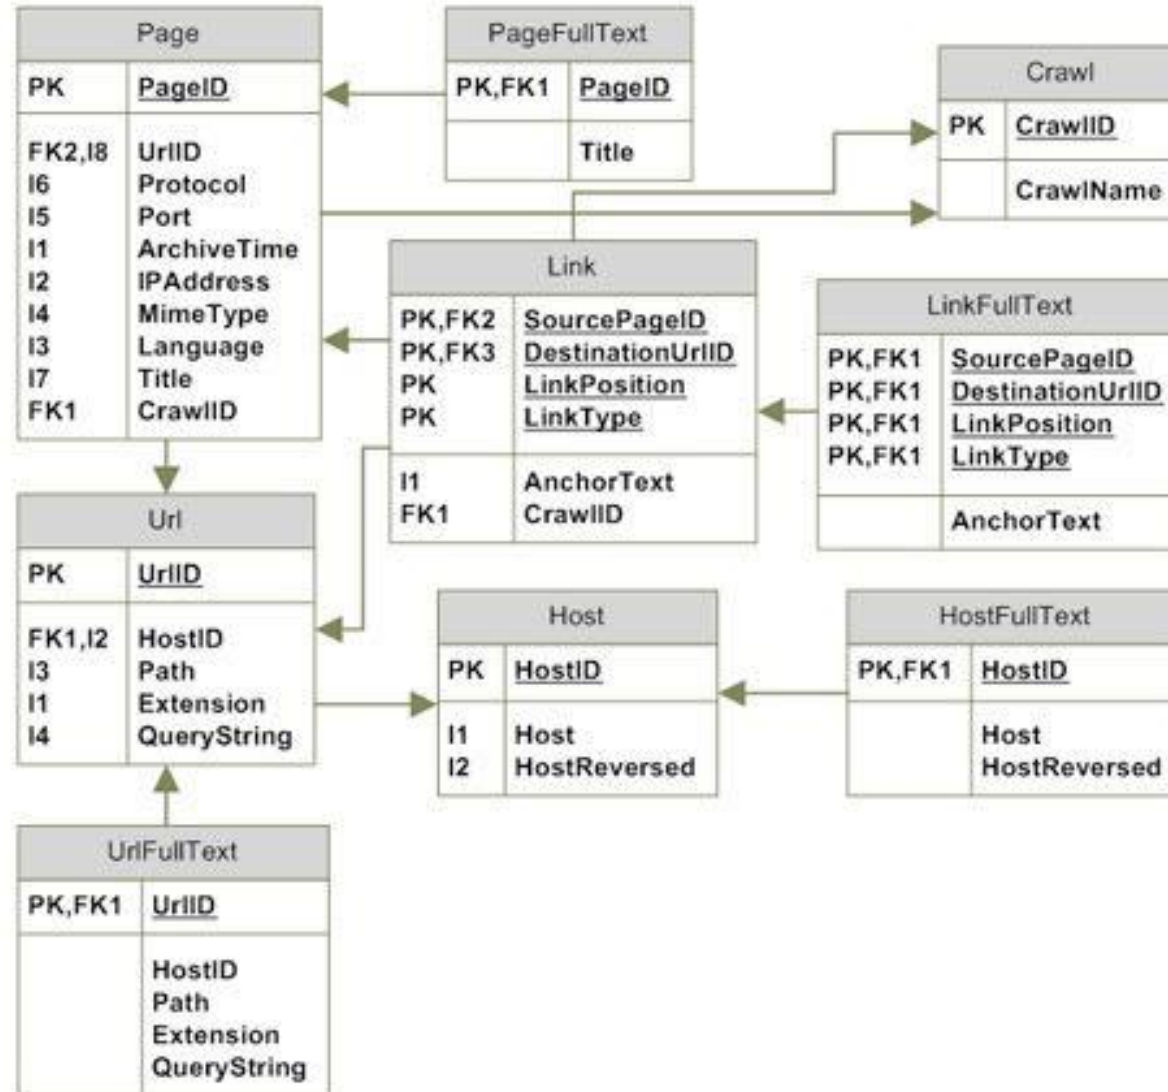 Page
PK PageID
FK2,I8 UrlID
I6 Protocol
I5 Port
I1 ArchiveTime
I2 IPAddress
I4 MimeType
I3 Language
I7 Title
FK1 CrawlID
PageFullText
PK,FK1 PageID
Title
Crawl
PK CrawlID
CrawlName
Link
PK,FK2 SourcePageID
PK,FK3 DestinationUrlID
PK LinkPosition
PK LinkType
I1 AnchorText
FK1 CrawlID
LinkFullText
PK,FK1 SourcePageID
PK,FK1 DestinationUrlID
PK,FK1 LinkPosition
PK,FK1 LinkType
AnchorText
Url
PK UrlID
FK1,I2 HostID
I3 Path
I1 Extension
I4 QueryString
Host
PK HostID
I1 Host
I2 HostReversed
HostFullText
PK,FK1 HostID
Host
HostReversed
UrlFullText
PK,FK1 UrlID
HostID
Path
Extension
QueryString